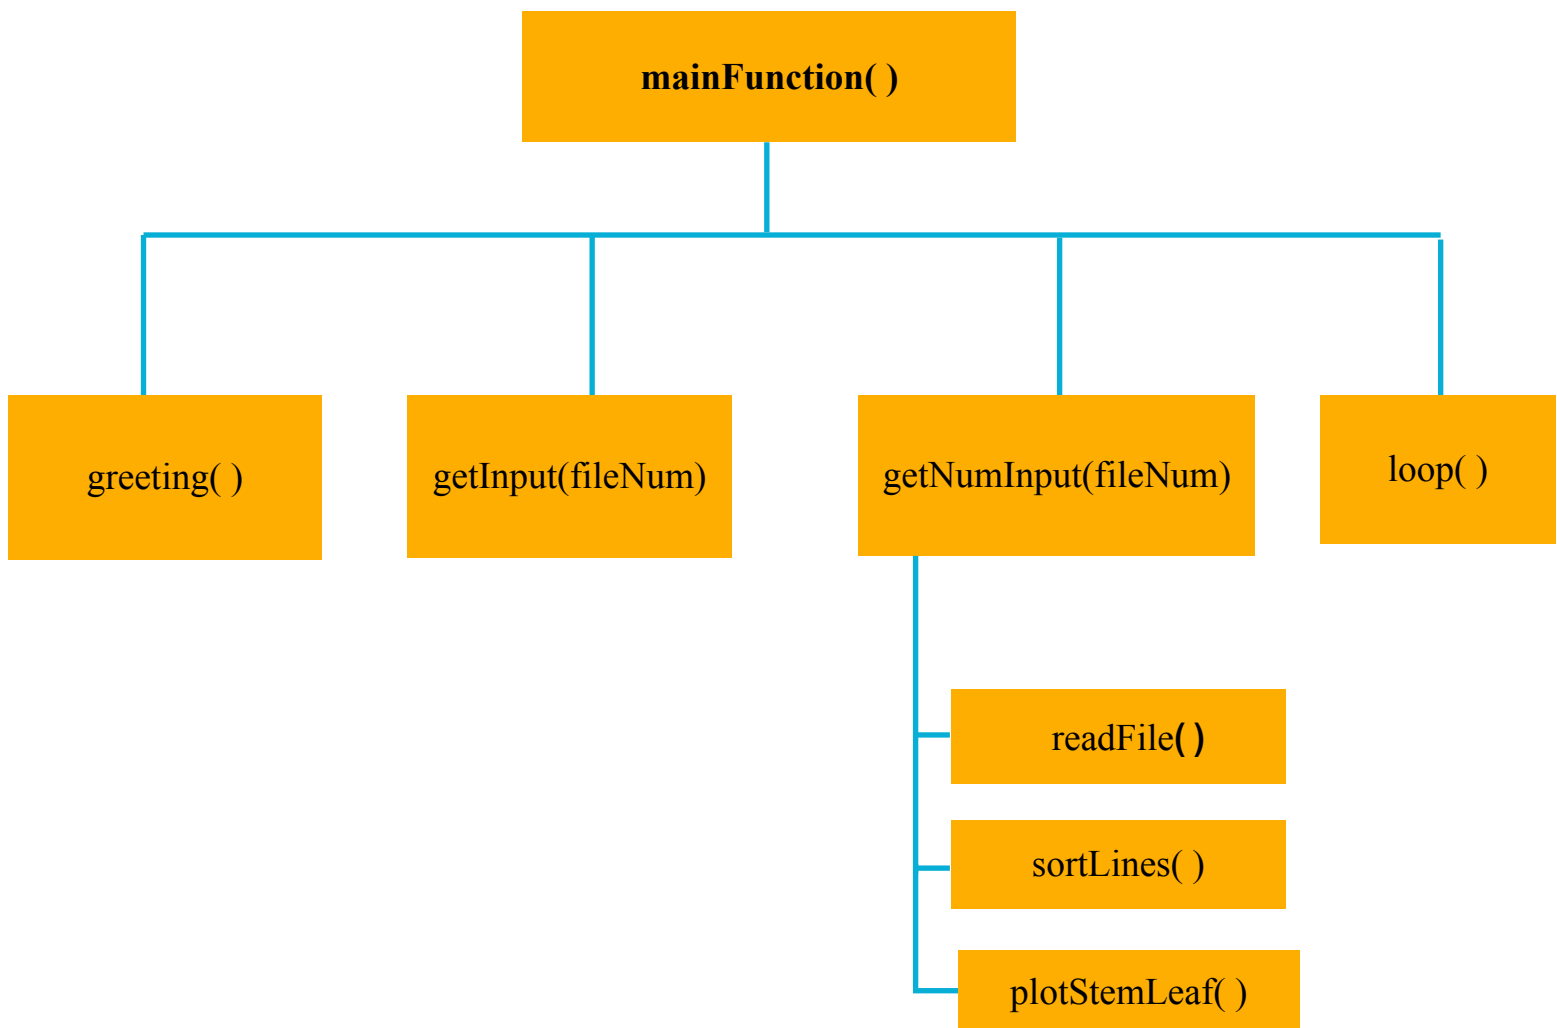 mainFunction( )
greeting( )
getInput(fileNum)
getNumInput(fileNum)
loop( )
readFile( )
sortLines( )
plotStemLeaf( )